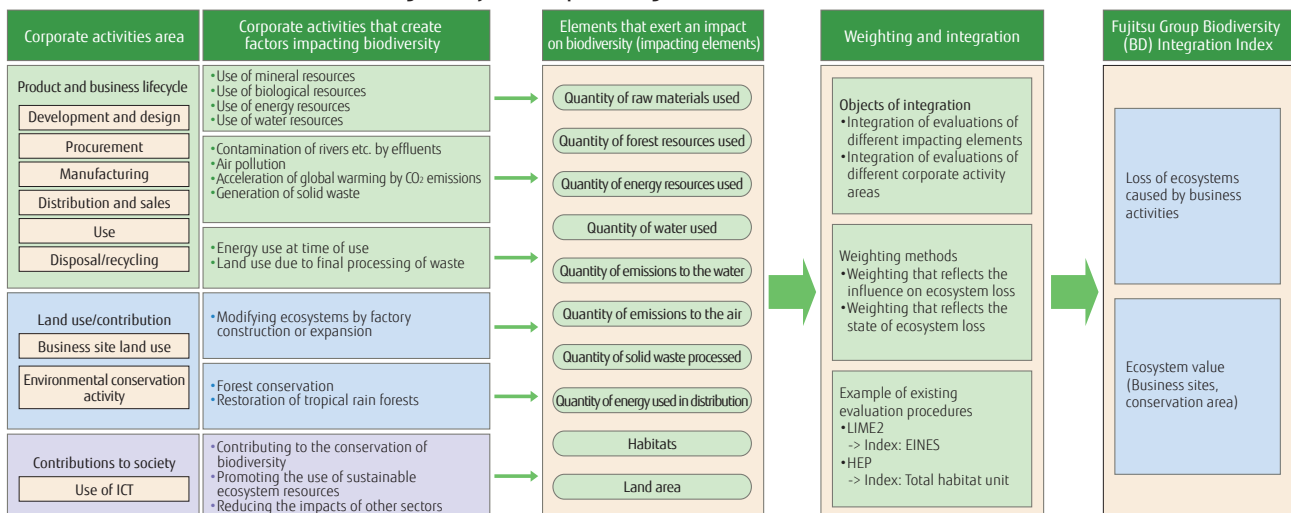 Corporate activities area
Corporate activities that create
factors impacting biodiversity
Elements that exert an impact
on biodiversity (impacting elements)
Weighting and integration
Fujitsu Group Biodiversity
(BD) Integration Index
Product and business lifecycle
Development and design
Procurement
Manufacturing
Distribution and sales
Use
Disposal/recycling
•Use of mineral resources
•Use of biological resources
•Use of energy resources
•Use of water resources
•Contamination of rivers etc. by effluents
•Air pollution
•Acceleration of global warming by CO₂ emissions
•Generation of solid waste
•Energy use at time of use
•Land use due to final processing of waste
Land use/contribution
Business site land use
Environmental conservation
activity
•Modifying ecosystems by factory
construction or expansion
•Forest conservation
•Restoration of tropical rain forests
Contributions to society
Use of ICT
•Contributing to the conservation of
biodiversity
•Promoting the use of sustainable
ecosystem resources
•Reducing the impacts of other sectors
Quantity of raw materials used
Quantity of forest resources used
Quantity of energy resources used
Quantity of water used
Quantity of emissions to the water
Quantity of emissions to the air
Quantity of solid waste processed
Quantity of energy used in distribution
Habitats
Land area
Objects of integration
•Integration of evaluations of
different impacting elements
•Integration of evaluations of
different corporate activity
areas
Weighting methods
•Weighting that reflects the
influence on ecosystem loss
•Weighting that reflects the
state of ecosystem loss
Example of existing
evaluation procedures
•LIME2
-> Index: EINES
•HEP
-> Index: Total habitat unit
Loss of ecosystems
caused by business
activities
Ecosystem value
(Business sites,
conservation area)